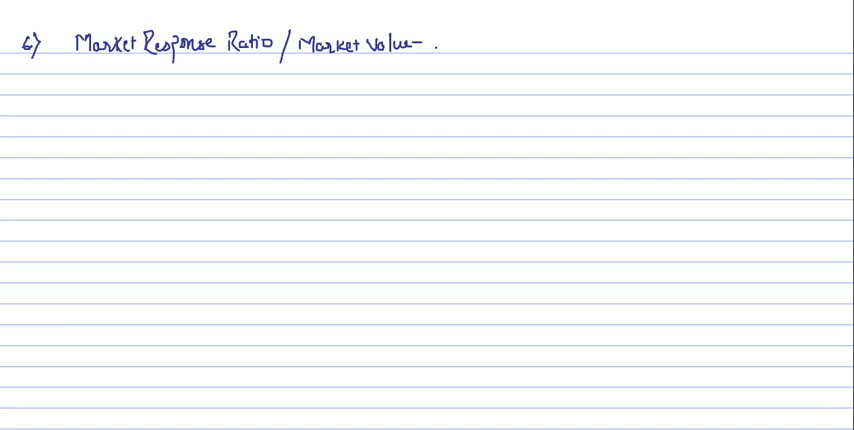 6) Market Response Ratio / Market Value- .